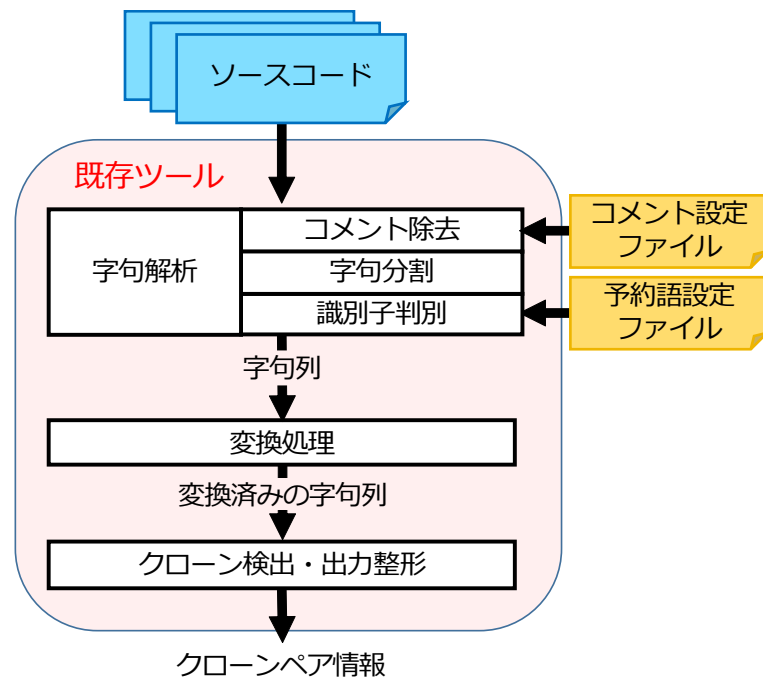 ソースコード
既存ツール
字句解析
コメント除去
字句分割
識別子判別
コメント設定
ファイル
予約語設定
ファイル
字句列
変換処理
変換済みの字句列
クローン検出・出力整形
クローンペア情報